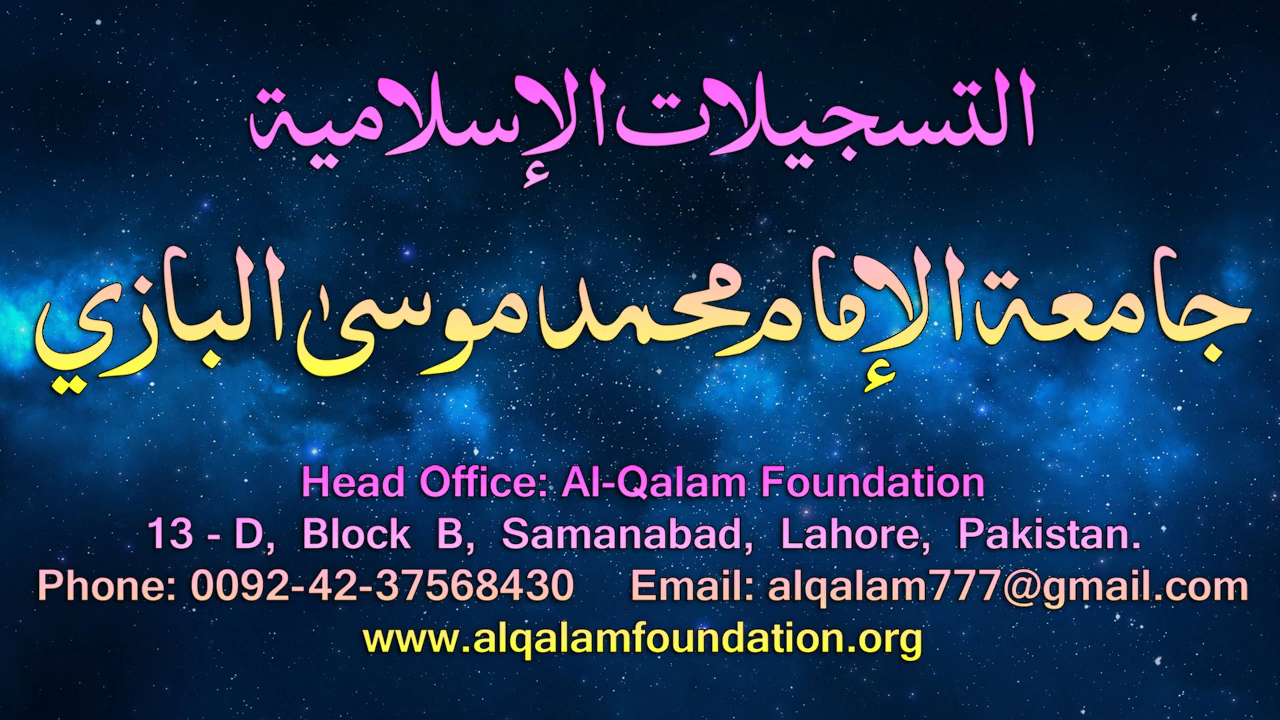 التسجيلات الإسلامية
جامعة الإمام محمد موسىٰ البازي
Head Office: Al-Qalam Foundation
13 - D, Block B, Samanabad, Lahore, Pakistan.
Phone: 0092-42-37568430 Email: alqalam777@gmail.com
www.alqalamfoundation.org